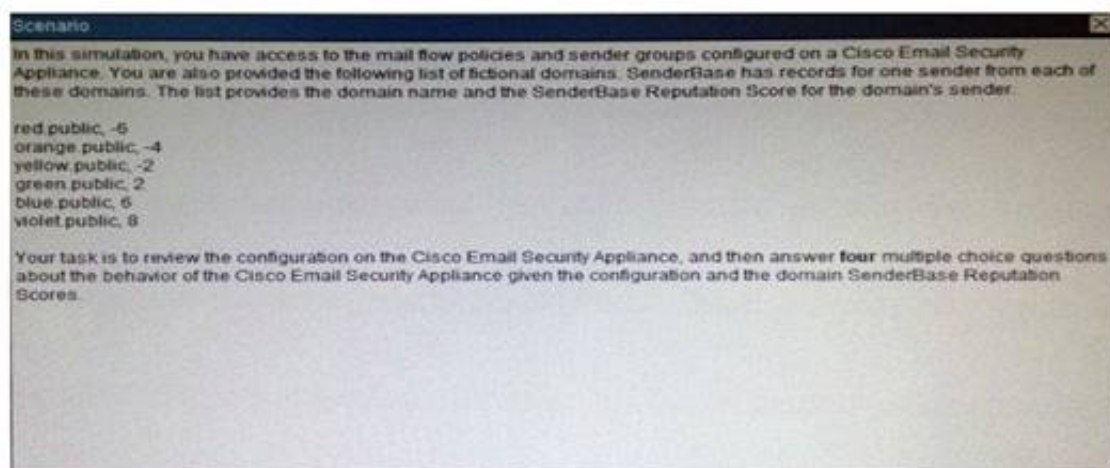 Scenario
In this simulation, you have access to the mail flow policies and sender groups configured on a Cisco Email Security
Appliance. You are also provided the following list of fictional domains. SenderBase has records for one sender from each of
these domains. The list provides the domain name and the SenderBase Reputation Score for the domain's sender.
red.public, -6
orange.public, -4
yellow.public, -2
green.public, 2
blue.public, 6
violet.public, 8
Your task is to review the configuration on the Cisco Email Security Appliance, and then answer four multiple choice questions
about the behavior of the Cisco Email Security Appliance given the configuration and the domain SenderBase Reputation
Scores.